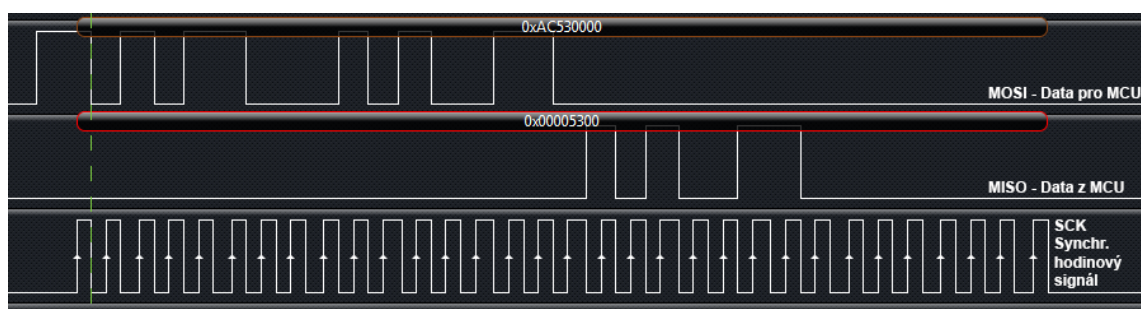 0xAC530000
MOSI - Data pro MCU
0x00005300
MISO - Data z MCU
SCK
Synchr.
hodinový
signál